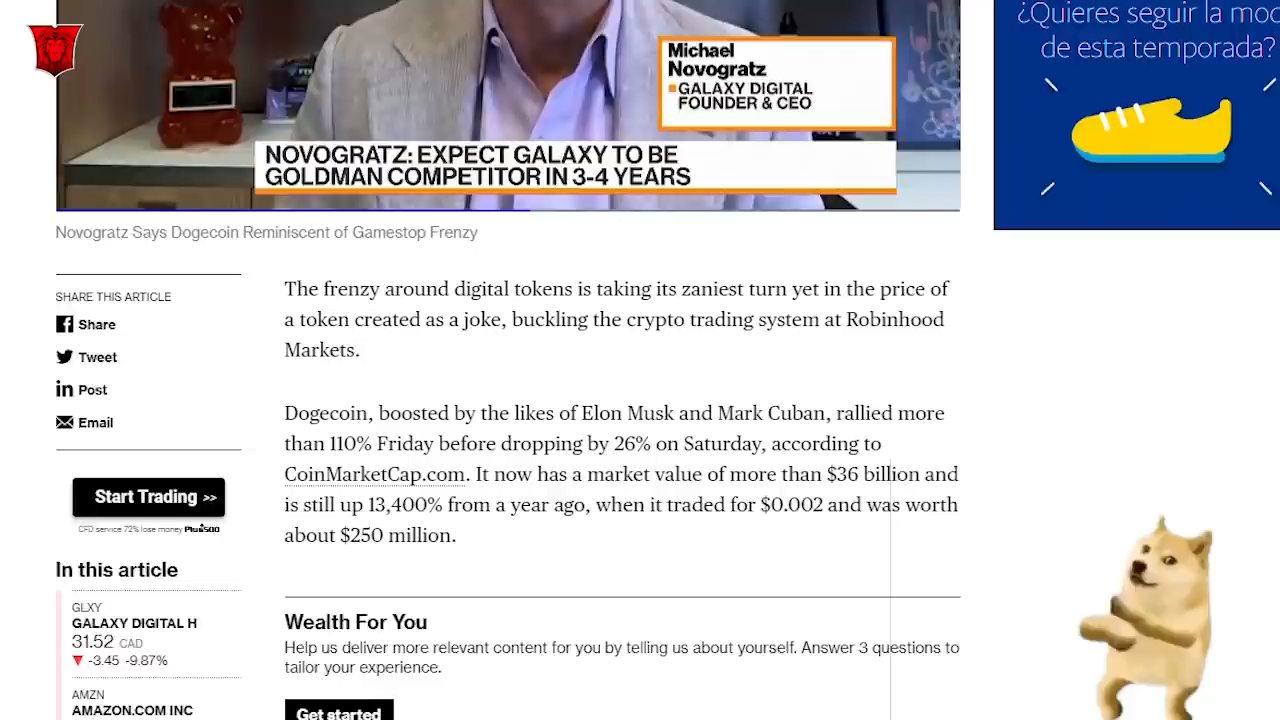 Michael
Novogratz
GALAXY DIGITAL
FOUNDER & CEO
NOVOGRATZ: EXPECT GALAXY TO BE
GOLDMAN COMPETITOR IN 3-4 YEARS
¿Quieres seguir la mod
de esta temporada?
Novogratz Says Dogecoin Reminiscent of Gamestop Frenzy
SHARE THIS ARTICLE
Share
Tweet
Post
Email
Start Trading >>
CFD service 72% lose money Plus500
In this article
GLXY
GALAXY DIGITAL H
31.52 CAD
▼ -3.45 -9.87%
AMZN
AMAZON.COM INC
The frenzy around digital tokens is taking its zaniest turn yet in the price of
a token created as a joke, buckling the crypto trading system at Robinhood
Markets.
Dogecoin, boosted by the likes of Elon Musk and Mark Cuban, rallied more
than 110% Friday before dropping by 26% on Saturday, according to
CoinMarketCap.com. It now has a market value of more than $36 billion and
is still up 13,400% from a year ago, when it traded for $0.002 and was worth
about $250 million.
Wealth For You
Help us deliver more relevant content for you by telling us about yourself. Answer 3 questions to
tailor your experience.
Get started